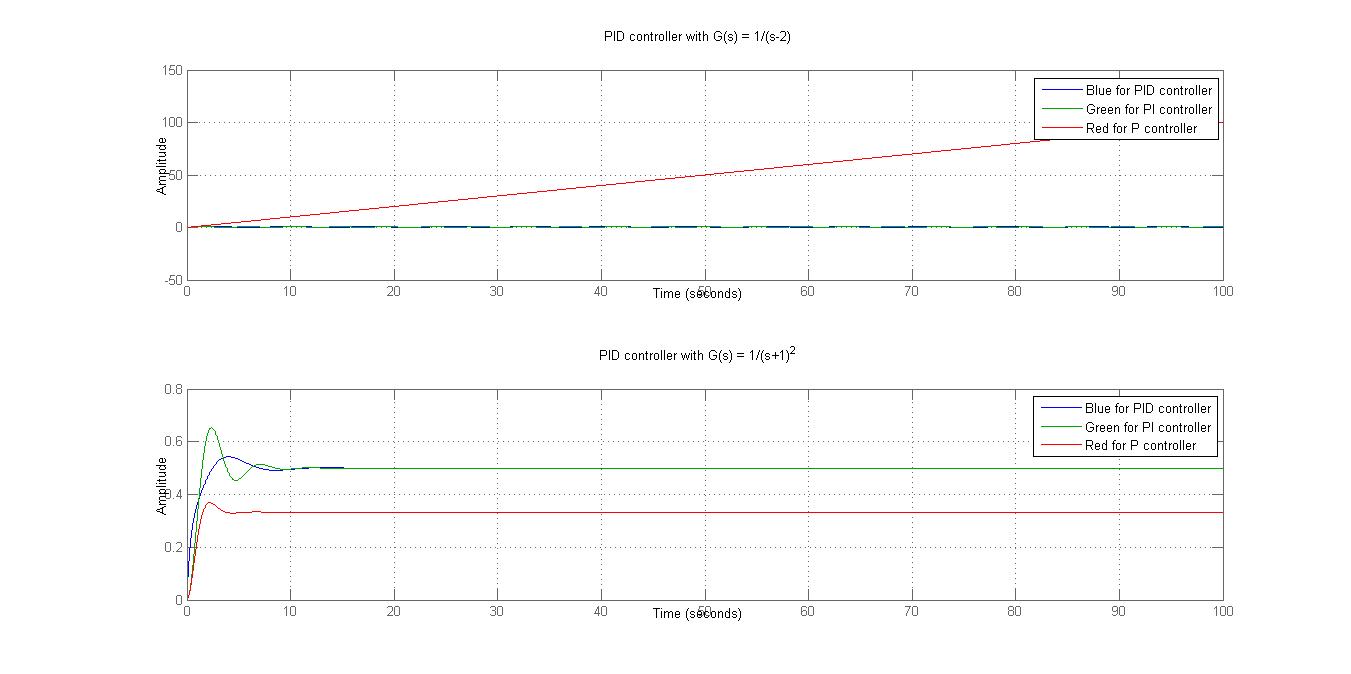 PID controller with G(s) = 1/(s-2)
150
100
50
0
-50
Amplitude
Blue for PID controller
Green for PI controller
Red for P controller
0 10 20 30 40 50 60 70 80 90 100
Time (seconds)
PID controller with G(s) = 1/(s+1)²
0.8
0.6
0.4
0.2
0
Amplitude
Blue for PID controller
Green for PI controller
Red for P controller
0 10 20 30 40 50 60 70 80 90 100
Time (seconds)